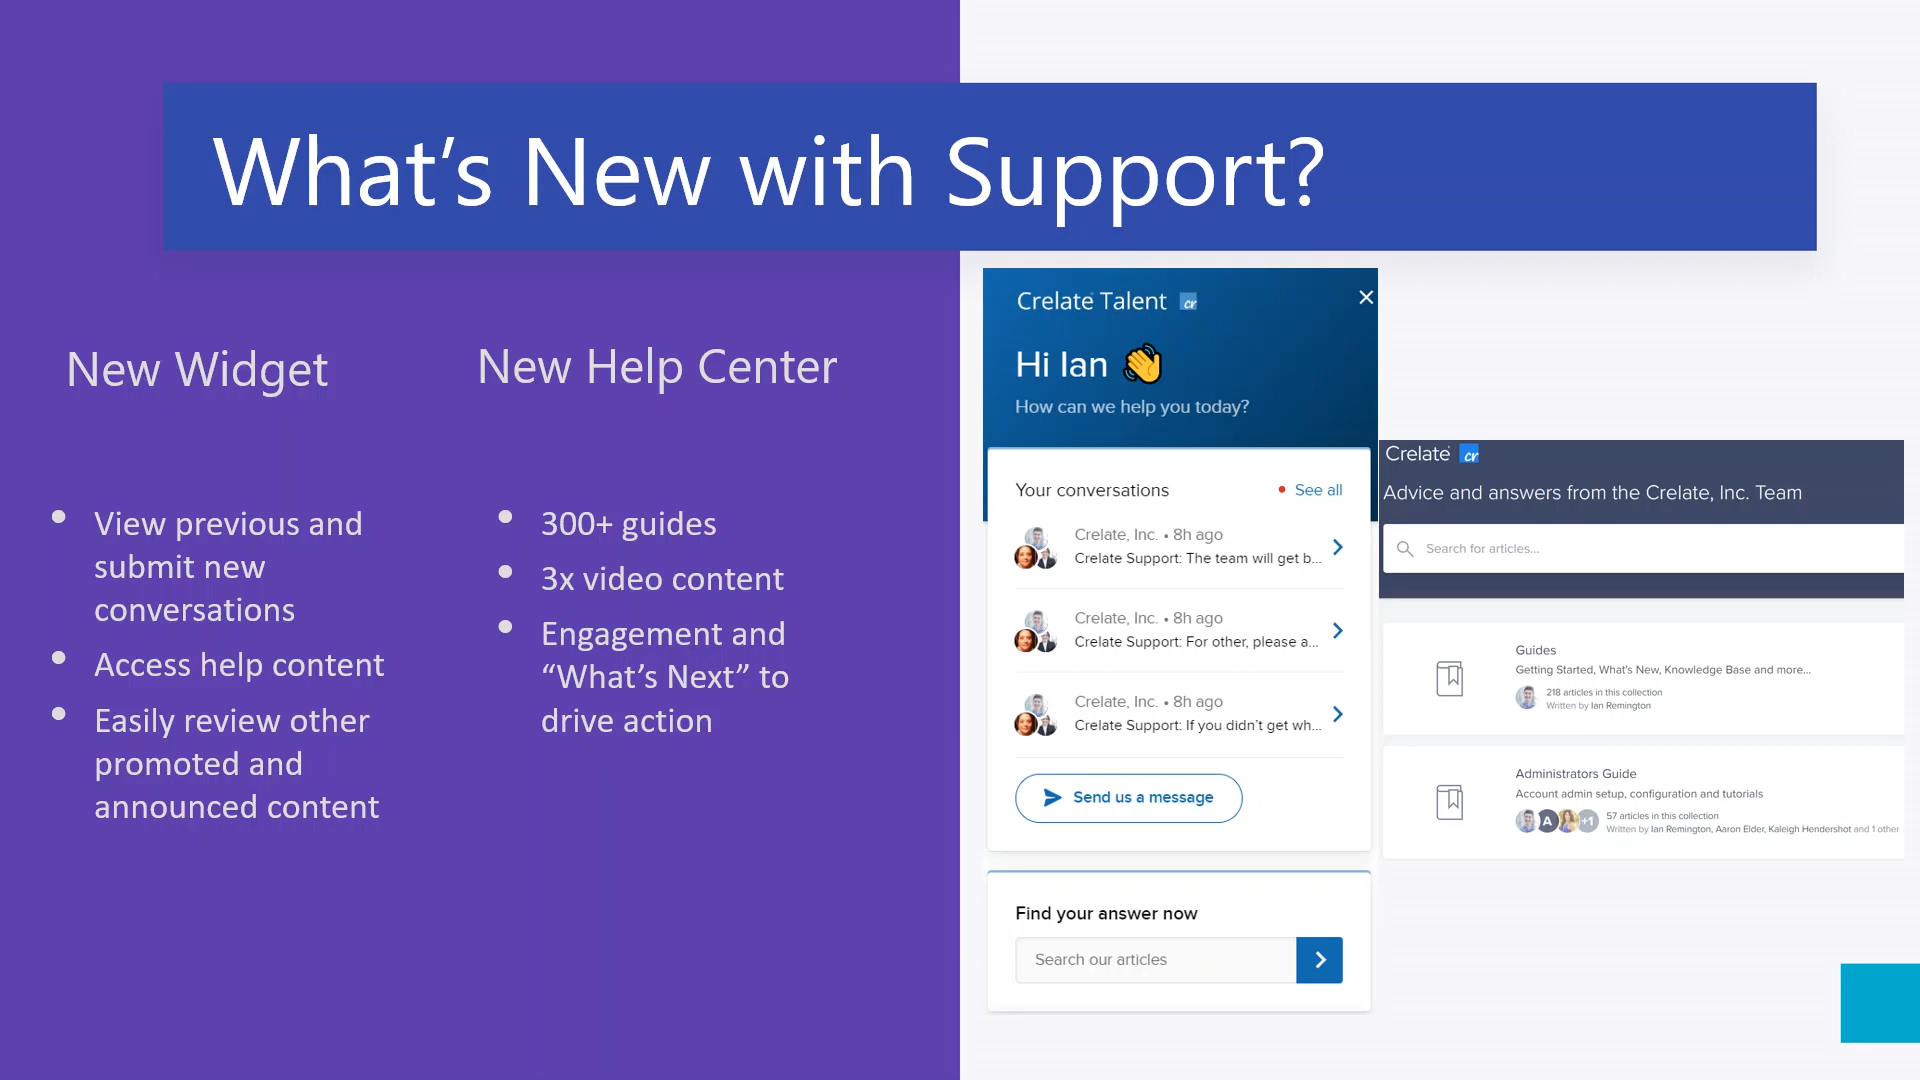 What’s New with Support?
New Widget
View previous and
submit new
conversations
Access help content
Easily review other
promoted and
announced content
New Help Center
300+ guides
3x video content
Engagement and
“What’s Next” to
drive action
Crelate Talent cr
Hi Ian
How can we help you today?
Your conversations
See all
Crelate, Inc. • 8h ago
Crelate Support: The team will get b...
Crelate, Inc. • 8h ago
Crelate Support: For other, please a...
Crelate, Inc. • 8h ago
Crelate Support: If you didn’t get wh...
Send us a message
Find your answer now
Search our articles
Crelate cr
Advice and answers from the Crelate, Inc. Team
Search for articles...
Guides
Getting Started, What's New, Knowledge Base and more...
218 articles in this collection
Written by Ian Remington
Administrators Guide
Account admin setup, configuration and tutorials
A +1
57 articles in this collection
Written by Ian Remington, Aaron Elder, Kaleigh Hendershot and 1 other